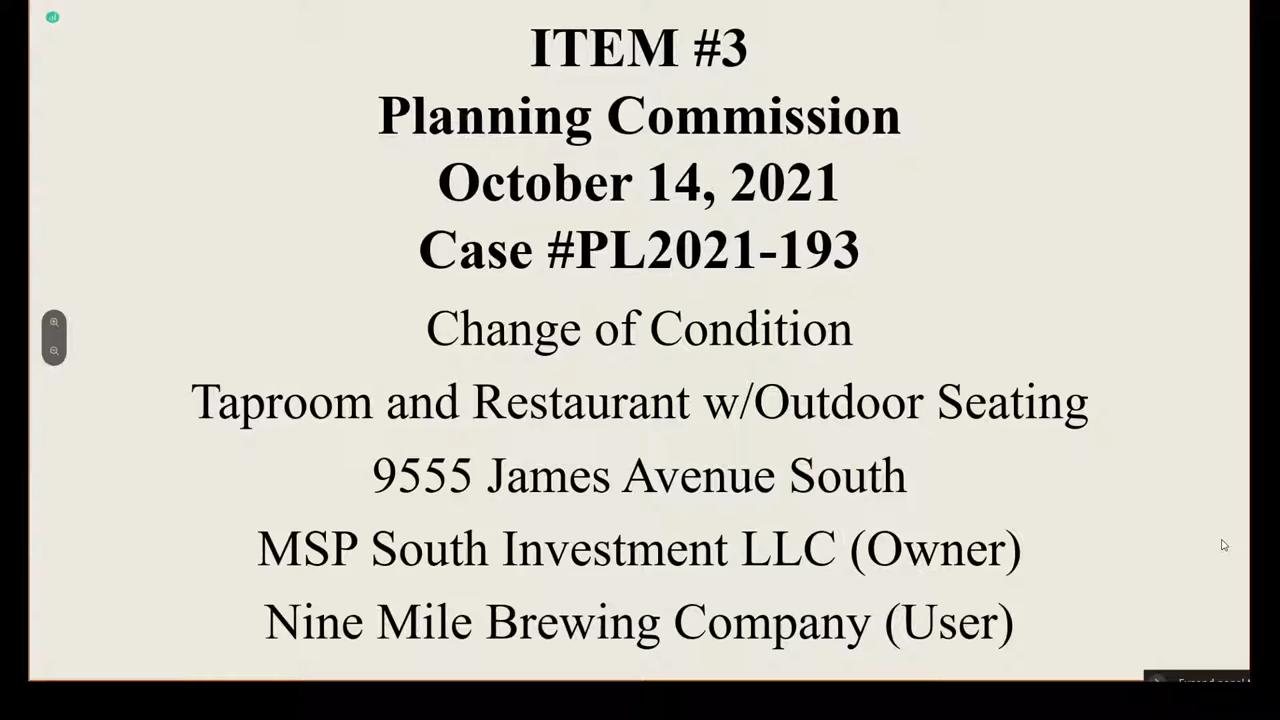 ITEM #3
Planning Commission
October 14, 2021
Case #PL2021-193
Change of Condition
Taproom and Restaurant w/Outdoor Seating
9555 James Avenue South
MSP South Investment LLC (Owner)
Nine Mile Brewing Company (User)